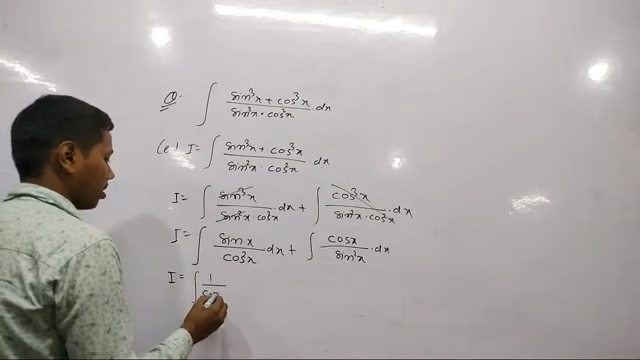 Q. ∫ sin³x + cos³x / sin²x · cos²x dx
Let I = ∫ sin³x + cos³x / sin²x · cos²x · dx
I = ∫ sin³x / sin²x · cos²x · dx + ∫ cos³x / sin²x · cos²x · dx
I = ∫ sin x / cos²x dx + ∫ cosx / sin²x · dx
I = ∫ 1